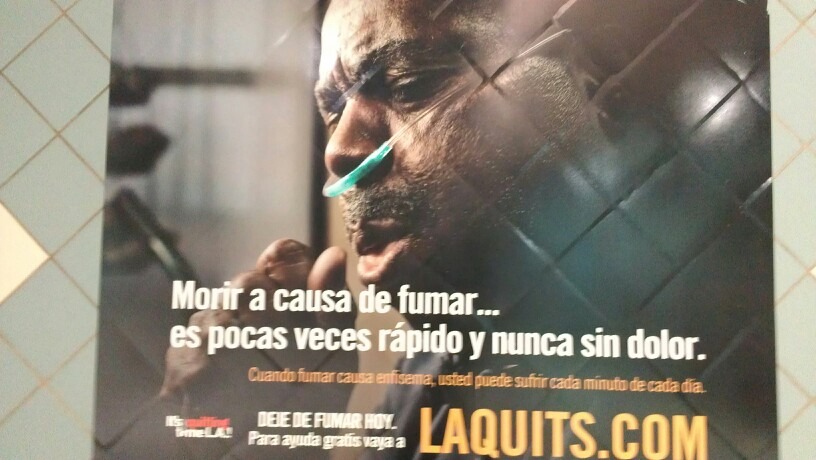 Morir a causa de fumar...
es pocas veces rápido y nunca sin dolor.
Cuando fumar causa enfisema, usted puede sufrir cada minuto de cada día.
It's quitting
time L.A.!
DEJE DE FUMAR HOY.
Para ayuda gratis vaya a
LAQUITS.COM